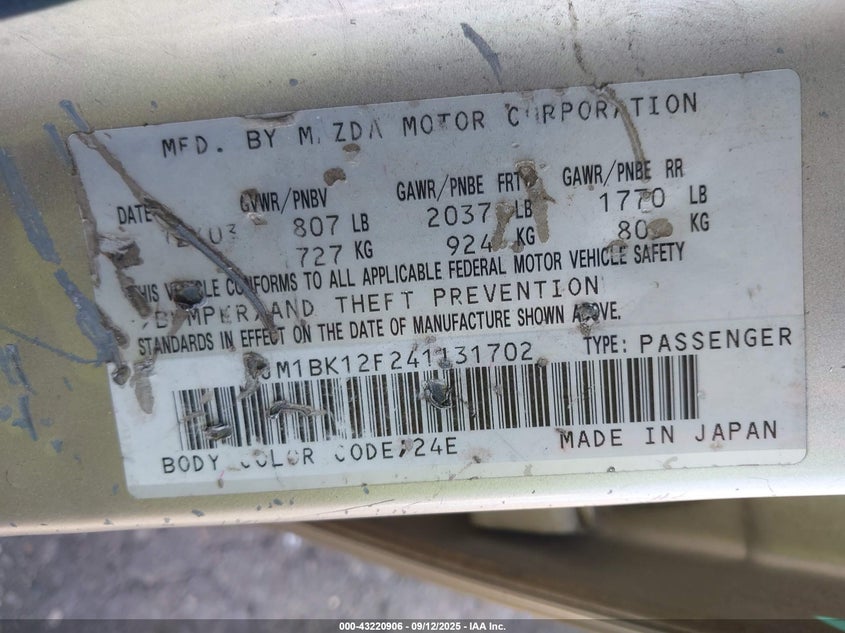 MFD. BY M ZDA MOTOR C RPORATION
DATE GVWR/PNBV GAWR/PNBE FRT GAWR/PNBE RR
807 LB 2037 LB 1770 LB
727 KG 924 KG 80 KG
THIS VEHICLE CONFORMS TO ALL APPLICABLE FEDERAL MOTOR VEHICLE SAFETY
, BUMPER, AND THEFT PREVENTION
STANDARDS IN EFFECT ON THE DATE OF MANUFACTURE SHOWN ABOVE.
M1BK12F241131702 TYPE: PASSENGER
BODY COLOR CODE 24E MADE IN JAPAN
000-43220906 - 09/12/2025 - IAA Inc.